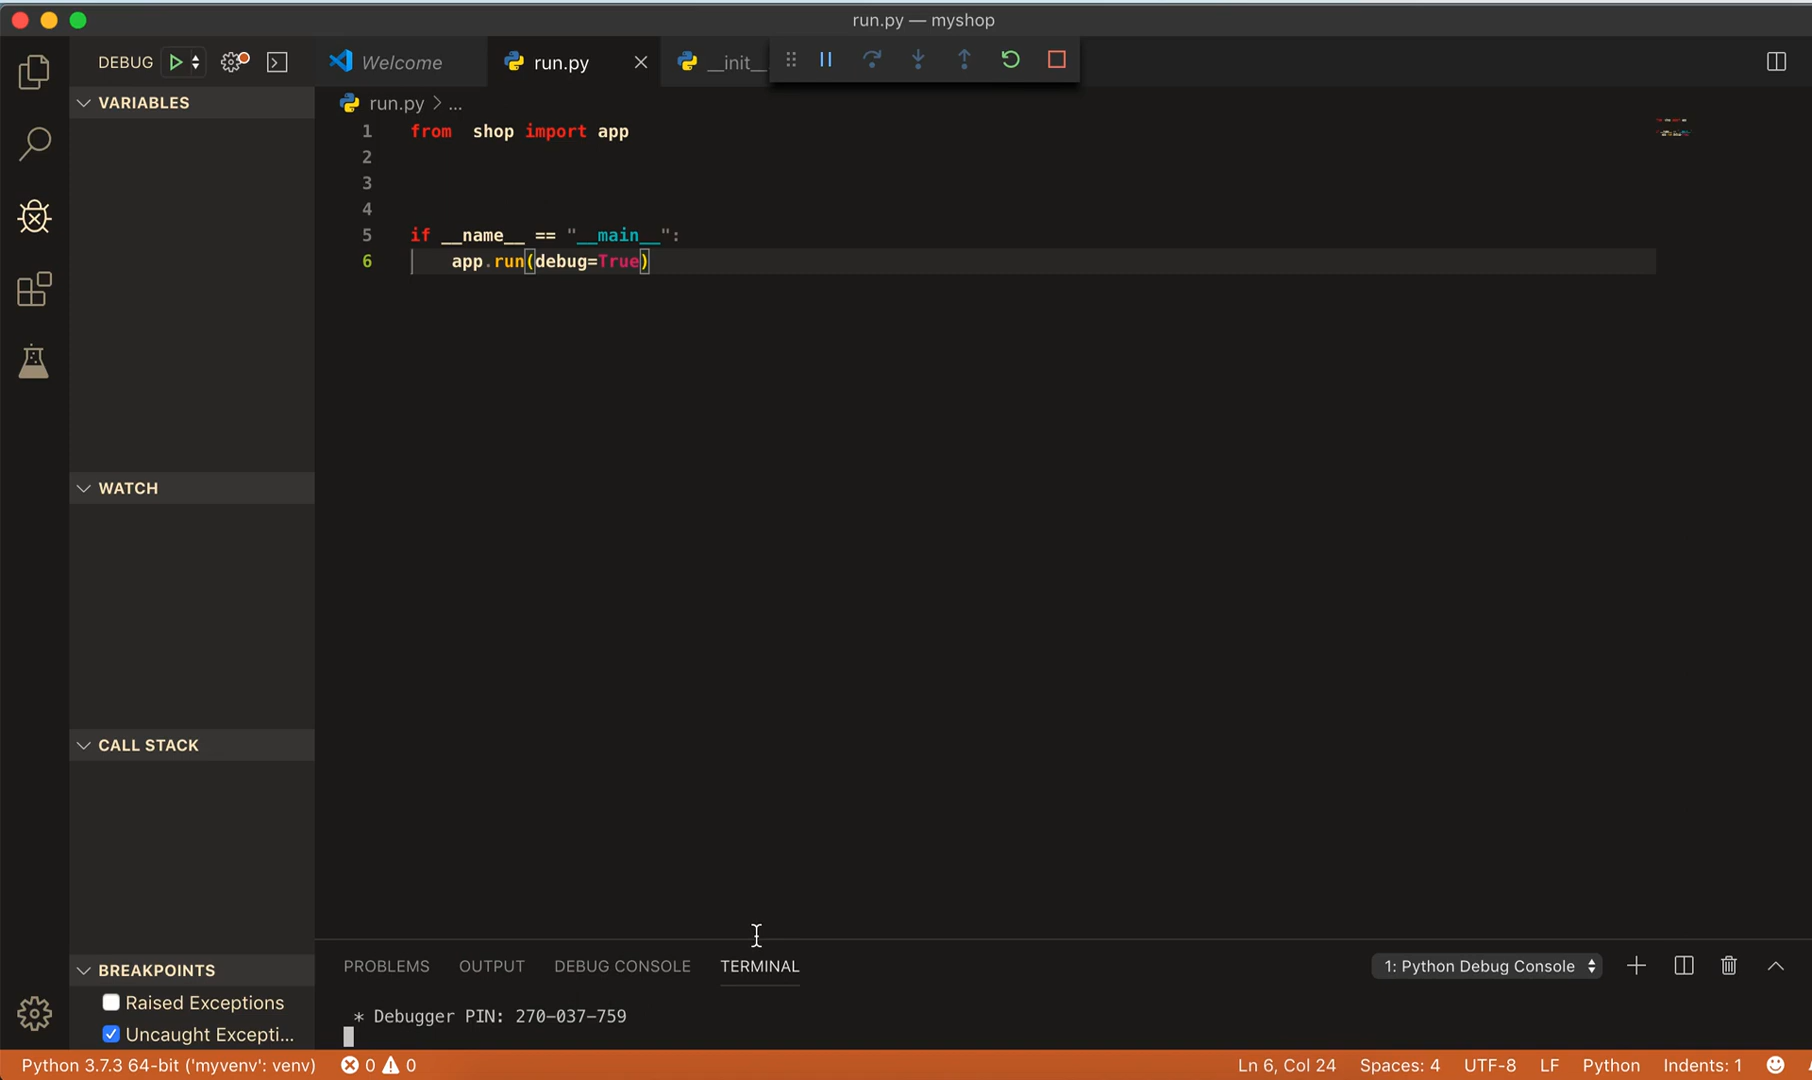 run.py — myshop
DEBUG
Welcome
run.py
__init__
run.py > ...
1 from  shop import app
2
3
4
5 if __name__ == "__main__":
6     app.run(debug=True)
VARIABLES
WATCH
CALL STACK
BREAKPOINTS
Raised Exceptions
Uncaught Excepti...
PROBLEMS OUTPUT DEBUG CONSOLE TERMINAL
1: Python Debug Console
* Debugger PIN: 270-037-759
Python 3.7.3 64-bit ('myvenv': venv) 0 0 Ln 6, Col 24 Spaces: 4 UTF-8 LF Python Indents: 1